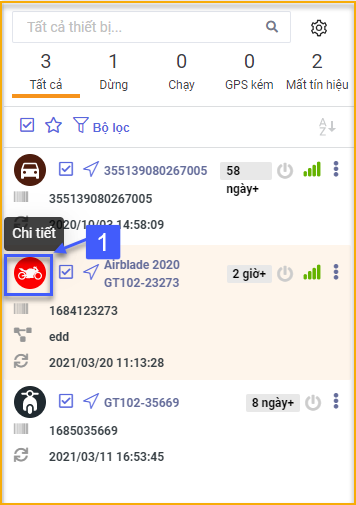 Tất cả thiết bị...
3 1 0 0 2
Tất cả Dừng Chạy GPS kém Mất tín hiệu
Bộ lọc
355139080267005 58 ngày+
355139080267005
2020/10/03 14:58:09
Chi tiết
1
Airblade 2020
GT102-23273 2 giờ+
1684123273
edd
2021/03/20 11:13:28
GT102-35669 8 ngày+
1685035669
2021/03/11 16:53:45